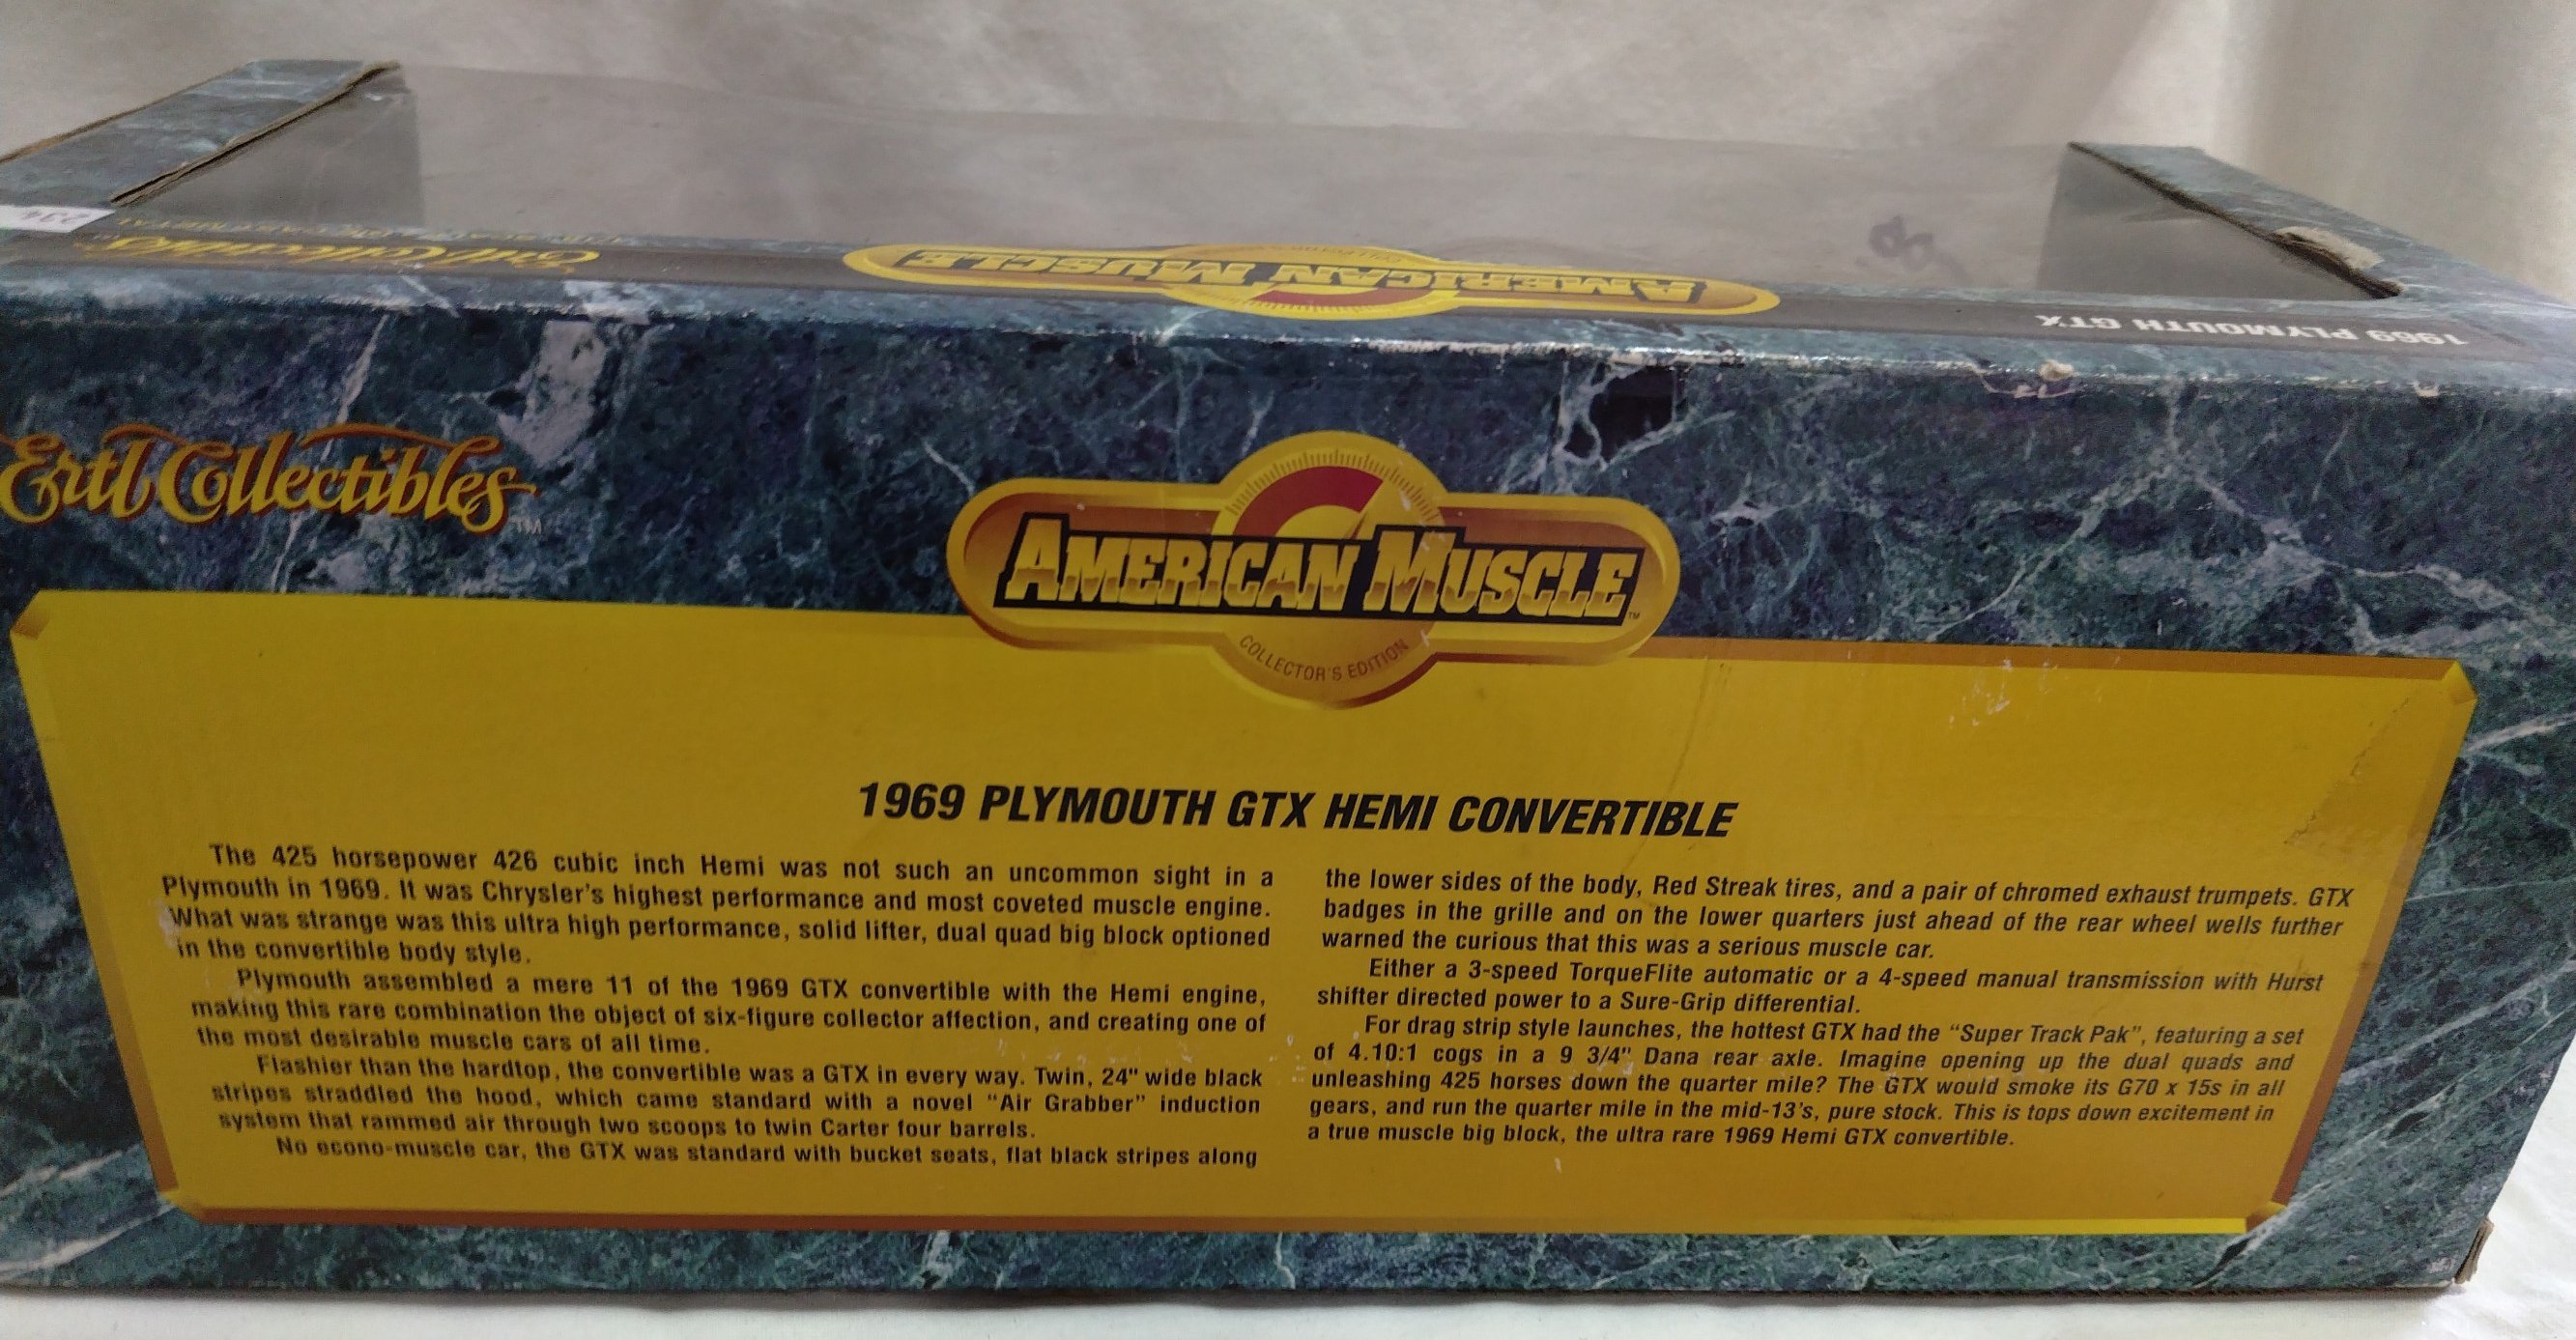 Ertl Collectibles
AMERICAN MUSCLE
1969 PLYMOUTH GTX
Ertl Collectibles™
AMERICAN MUSCLE™
COLLECTOR'S EDITION
1969 PLYMOUTH GTX HEMI CONVERTIBLE
The 425 horsepower 426 cubic inch Hemi was not such an uncommon sight in a
Plymouth in 1969. It was Chrysler's highest performance and most coveted muscle engine.
What was strange was this ultra high performance, solid lifter, dual quad big block optioned
in the convertible body style.
Plymouth assembled a mere 11 of the 1969 GTX convertible with the Hemi engine,
making this rare combination the object of six-figure collector affection, and creating one of
the most desirable muscle cars of all time.
Flashier than the hardtop, the convertible was a GTX in every way. Twin, 24" wide black
stripes straddled the hood, which came standard with a novel "Air Grabber" induction
system that rammed air through two scoops to twin Carter four barrels.
No econo-muscle car, the GTX was standard with bucket seats, flat black stripes along
the lower sides of the body, Red Streak tires, and a pair of chromed exhaust trumpets. GTX
badges in the grille and on the lower quarters just ahead of the rear wheel wells further
warned the curious that this was a serious muscle car.
Either a 3-speed TorqueFlite automatic or a 4-speed manual transmission with Hurst
shifter directed power to a Sure-Grip differential.
For drag strip style launches, the hottest GTX had the "Super Track Pak", featuring a set
of 4.10:1 cogs in a 9 3/4" Dana rear axle. Imagine opening up the dual quads and
unleashing 425 horses down the quarter mile? The GTX would smoke its G70 x 15s in all
gears, and run the quarter mile in the mid-13's, pure stock. This is tops down excitement in
a true muscle big block, the ultra rare 1969 Hemi GTX convertible.